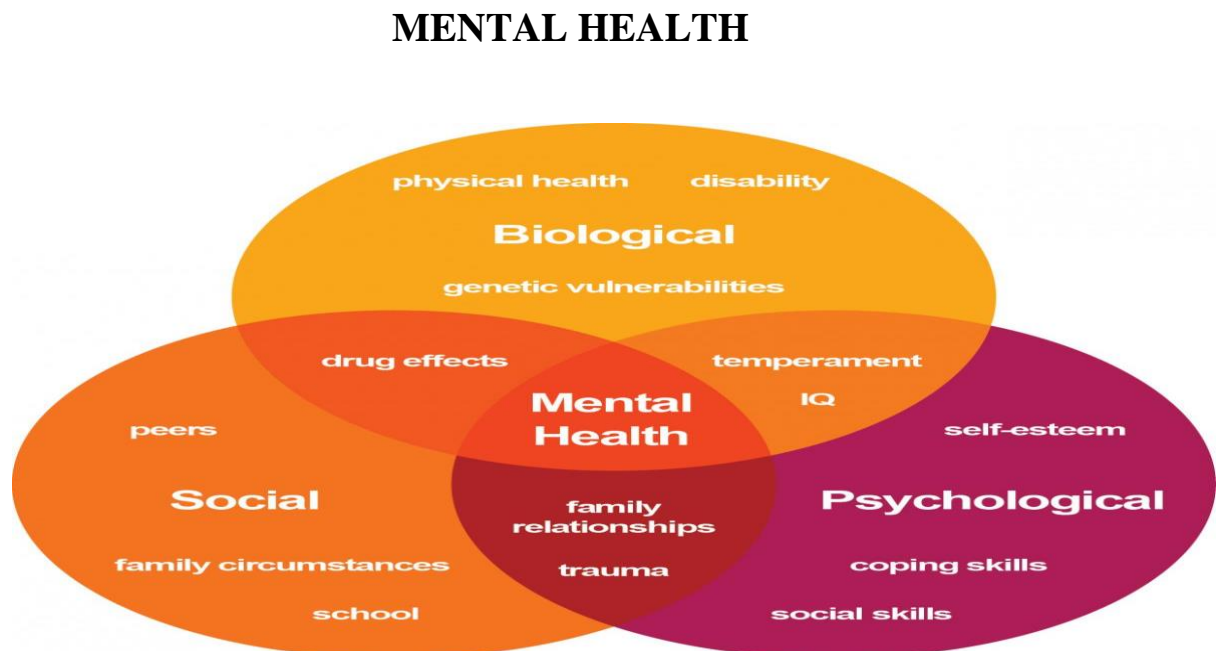 MENTAL HEALTH
physical health disability
Biological
genetic vulnerabilities
drug effects
temperament
IQ
Mental
Health
peers
Social
family circumstances
school
family
relationships
trauma
self-esteem
Psychological
coping skills
social skills